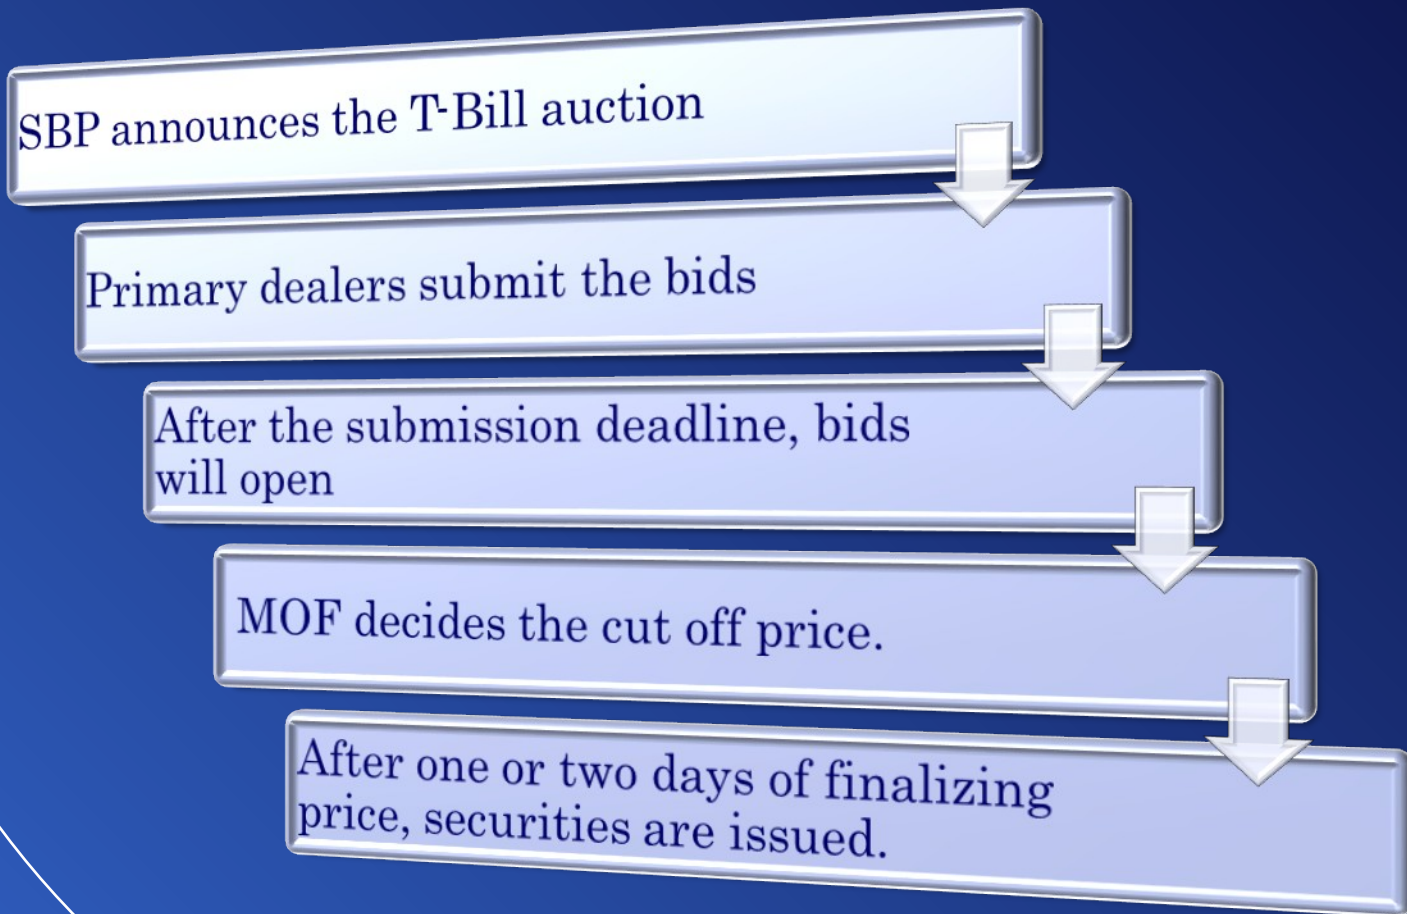 SBP announces the T-Bill auction
Primary dealers submit the bids
After the submission deadline, bids
will open
MOF decides the cut off price.
After one or two days of finalizing
price, securities are issued.